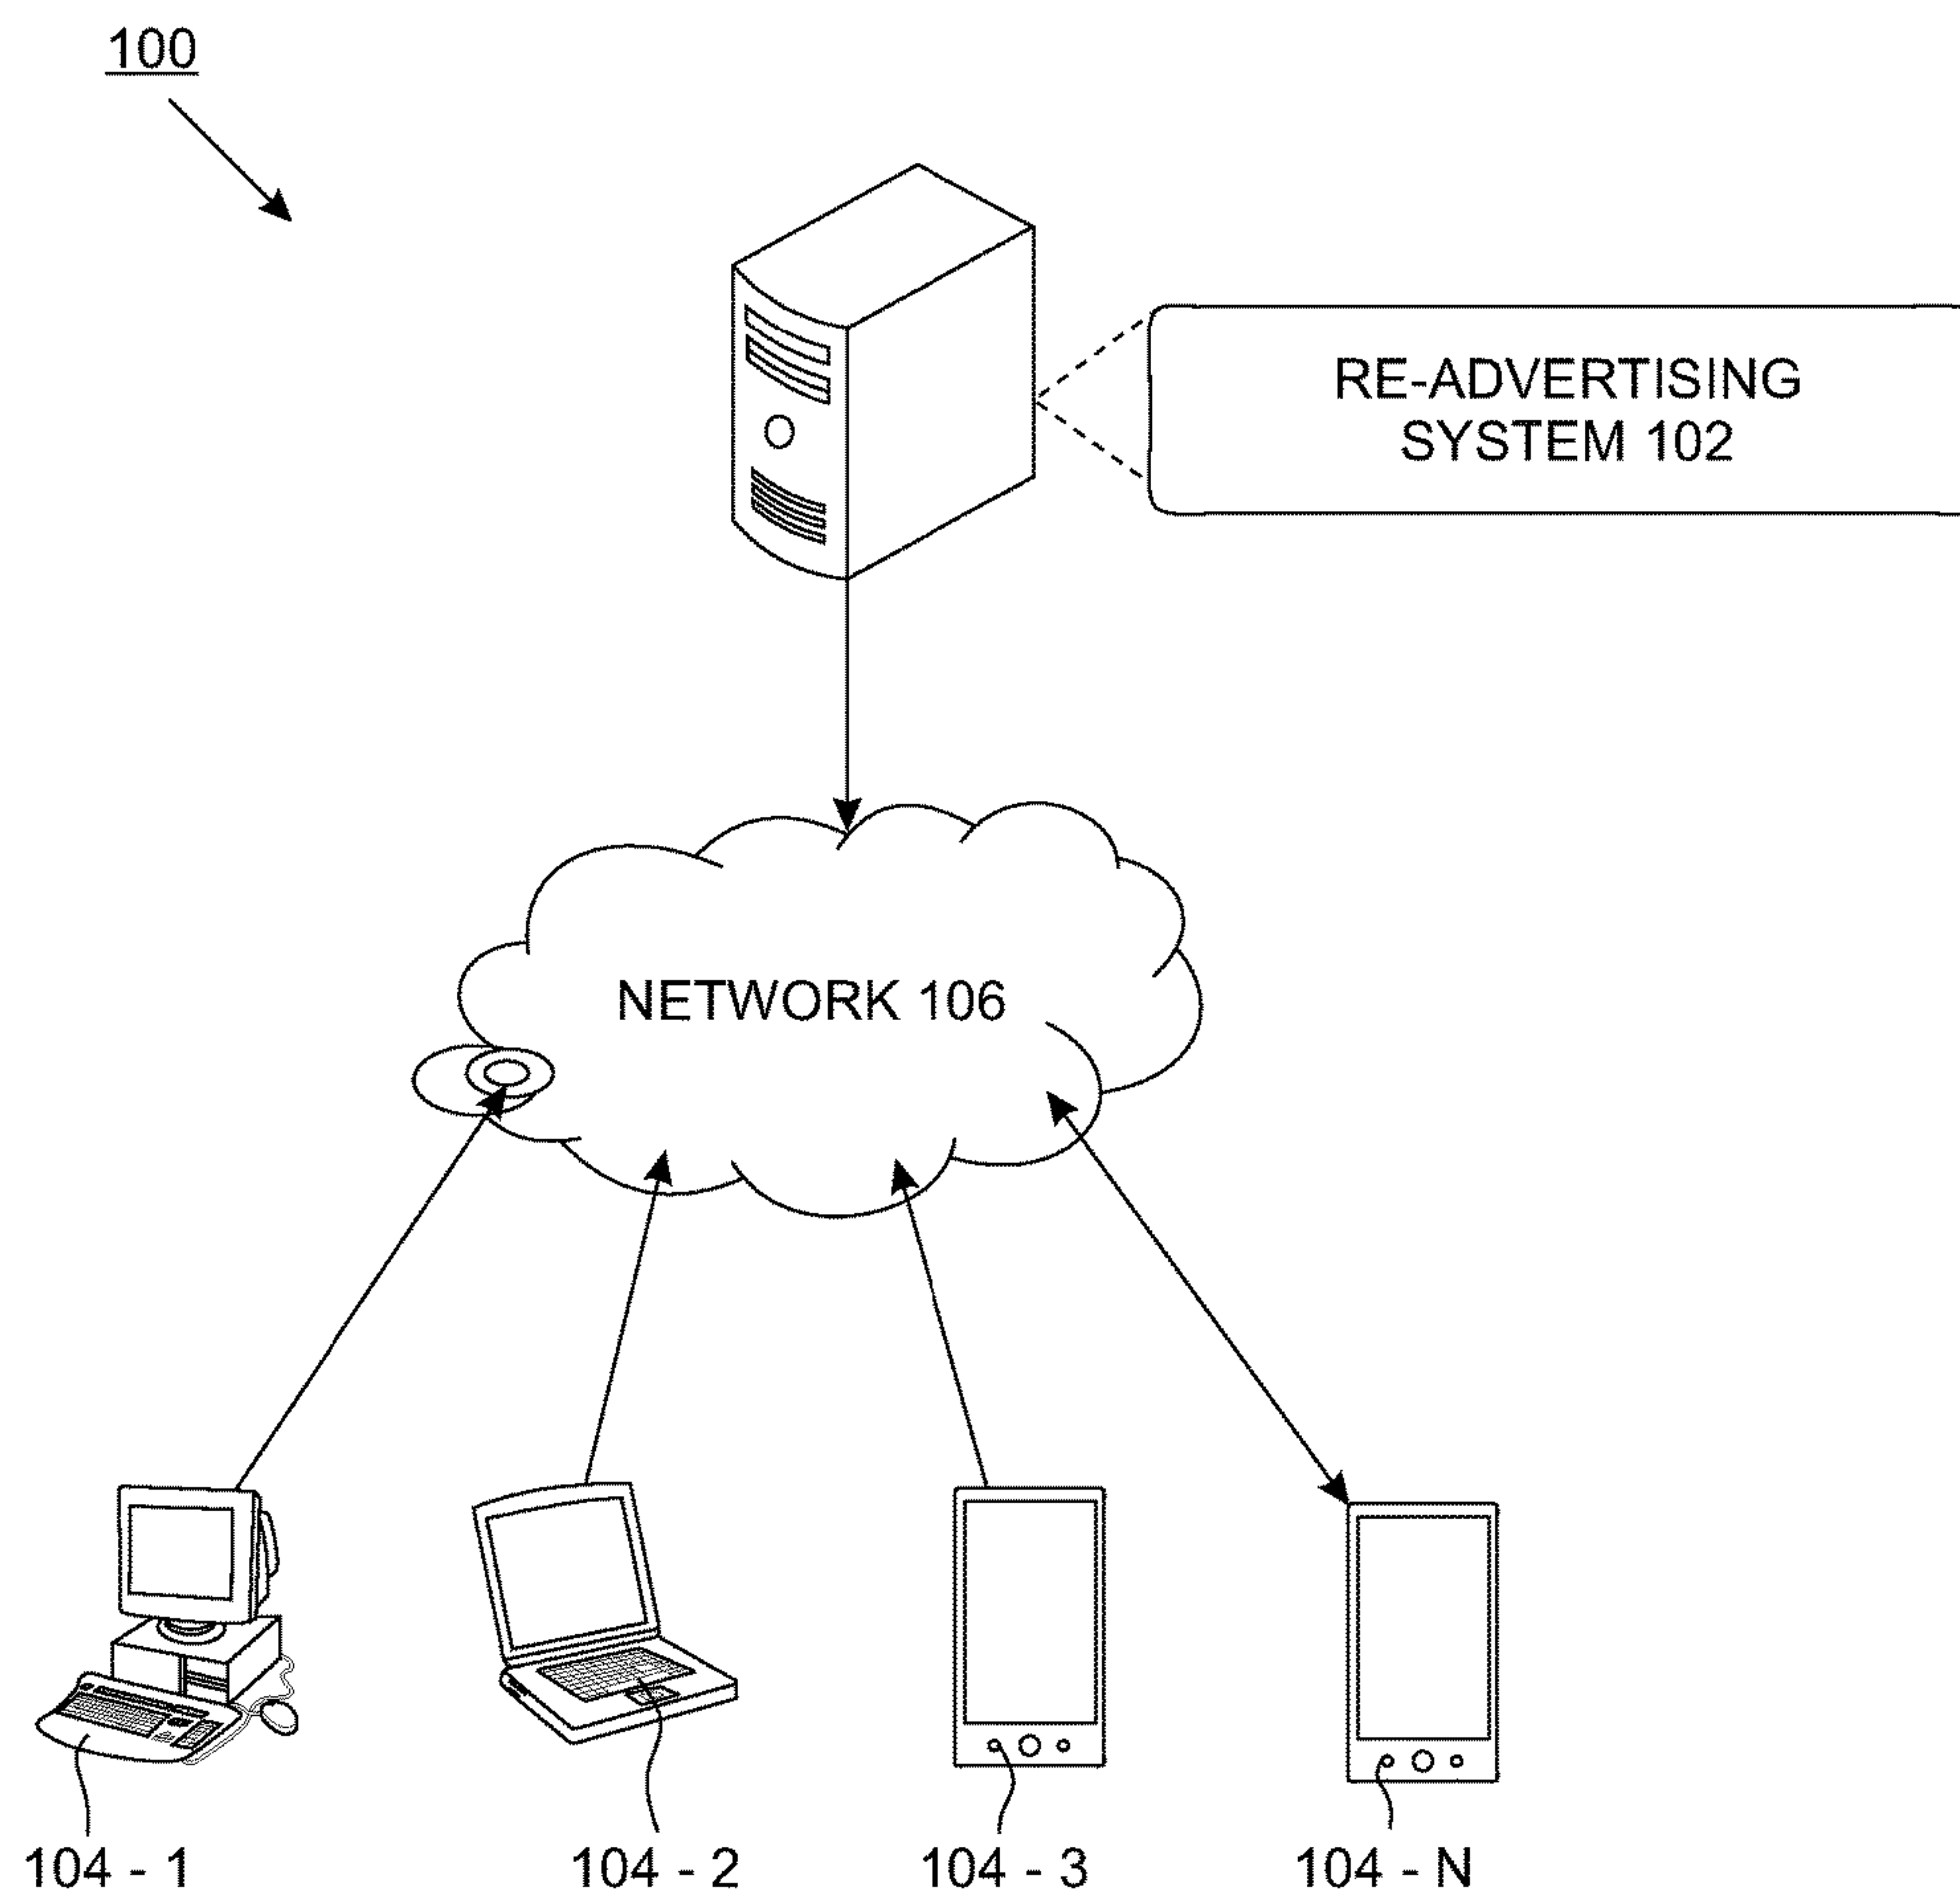 100
RE-ADVERTISING
SYSTEM 102
NETWORK 106
104 - 1
104 - 2
104 - 3
104 - N